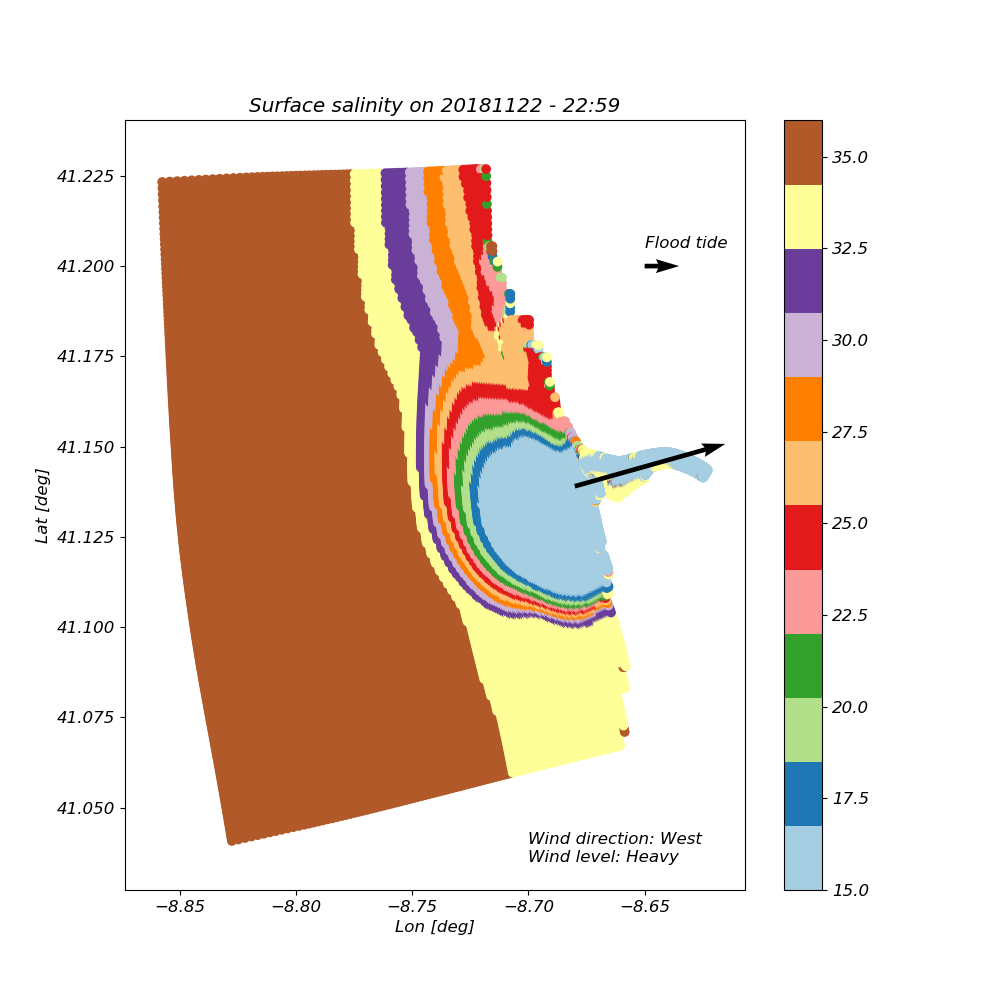 Surface salinity on 20181122 - 22:59
Flood tide
Wind direction: West
Wind level: Heavy
Lat [deg]
41.225
41.200
41.175
41.150
41.125
41.100
41.075
41.050
−8.85 −8.80 −8.75 −8.70 −8.65
Lon [deg]
35.0
32.5
30.0
27.5
25.0
22.5
20.0
17.5
15.0